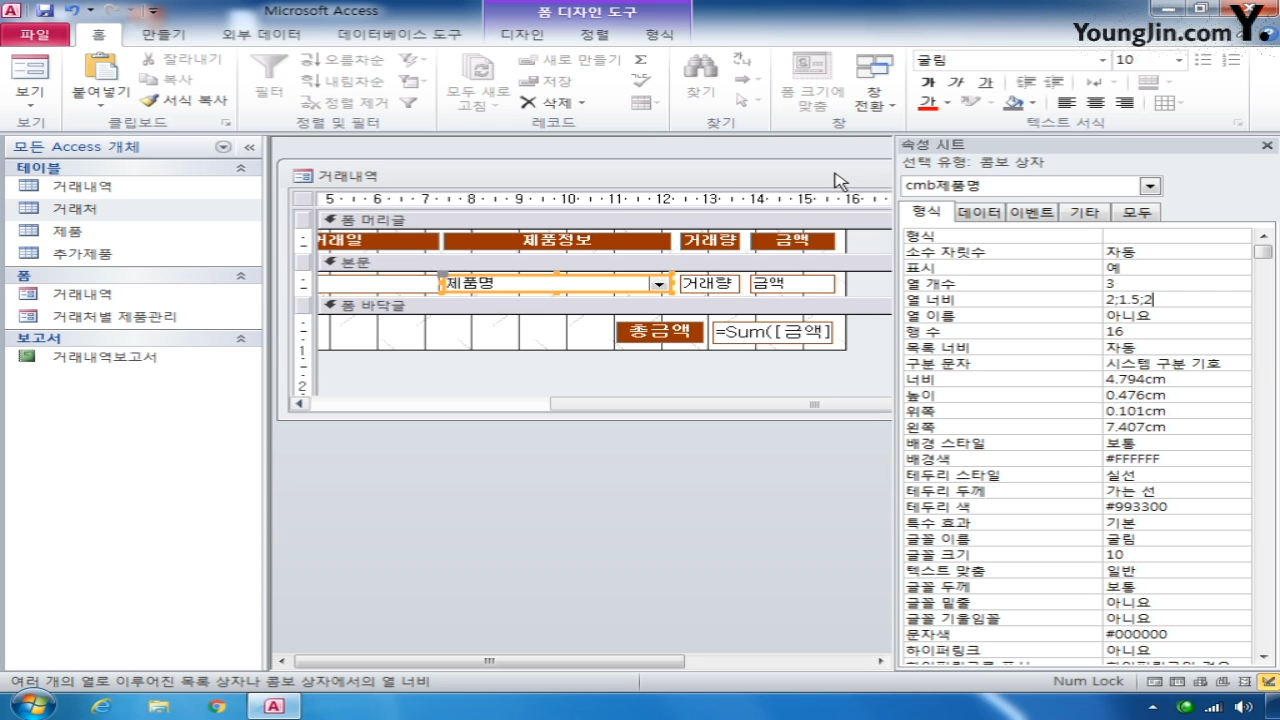 Microsoft Access
폼 디자인 도구
파일 홈 만들기 외부 데이터 데이터베이스 도구 디자인 정렬 형식
YoungJin.com Y.
보기
보기
붙여넣기
잘라내기
복사
서식 복사
클립보드
필터
오름차순
내림차순
정렬 제거
정렬 및 필터
모두 새로 고침
새로 만들기
저장
삭제
레코드
찾기
찾기
폼 크기에 맞춤
창 전환
창
굴림 10
가 가 가
가
텍스트 서식
모든 Access 개체
테이블
거래내역
거래처
제품
추가제품
폼
거래내역
거래처별 제품관리
보고서
거래내역보고서
거래내역
5 6 7 8 9 10 11 12 13 14 15 16
폼 머리글
거래일 제품정보 거래량 금액
본문
제품명 거래량 금액
폼 바닥글
총금액 =Sum([금액]
1
2
속성 시트
선택 유형: 콤보 상자
cmb제품명
형식 데이터 이벤트 기타 모두
형식
소수 자릿수 자동
표시 예
열 개수 3
열 너비 2;1.5;2
열 이름 아니요
행 수 16
목록 너비 자동
구분 문자 시스템 구분 기호
너비 4.794cm
높이 0.476cm
위쪽 0.101cm
왼쪽 7.407cm
배경 스타일 보통
배경색 #FFFFFF
테두리 스타일 실선
테두리 두께 가는 선
테두리 색 #993300
특수 효과 기본
글꼴 이름 굴림
글꼴 크기 10
텍스트 맞춤 일반
글꼴 두께 보통
글꼴 밑줄 아니요
글꼴 기울임꼴 아니요
문자색 #000000
하이퍼링크 아니요
여러 개의 열로 이루어진 목록 상자나 콤보 상자에서의 열 너비
Num Lock